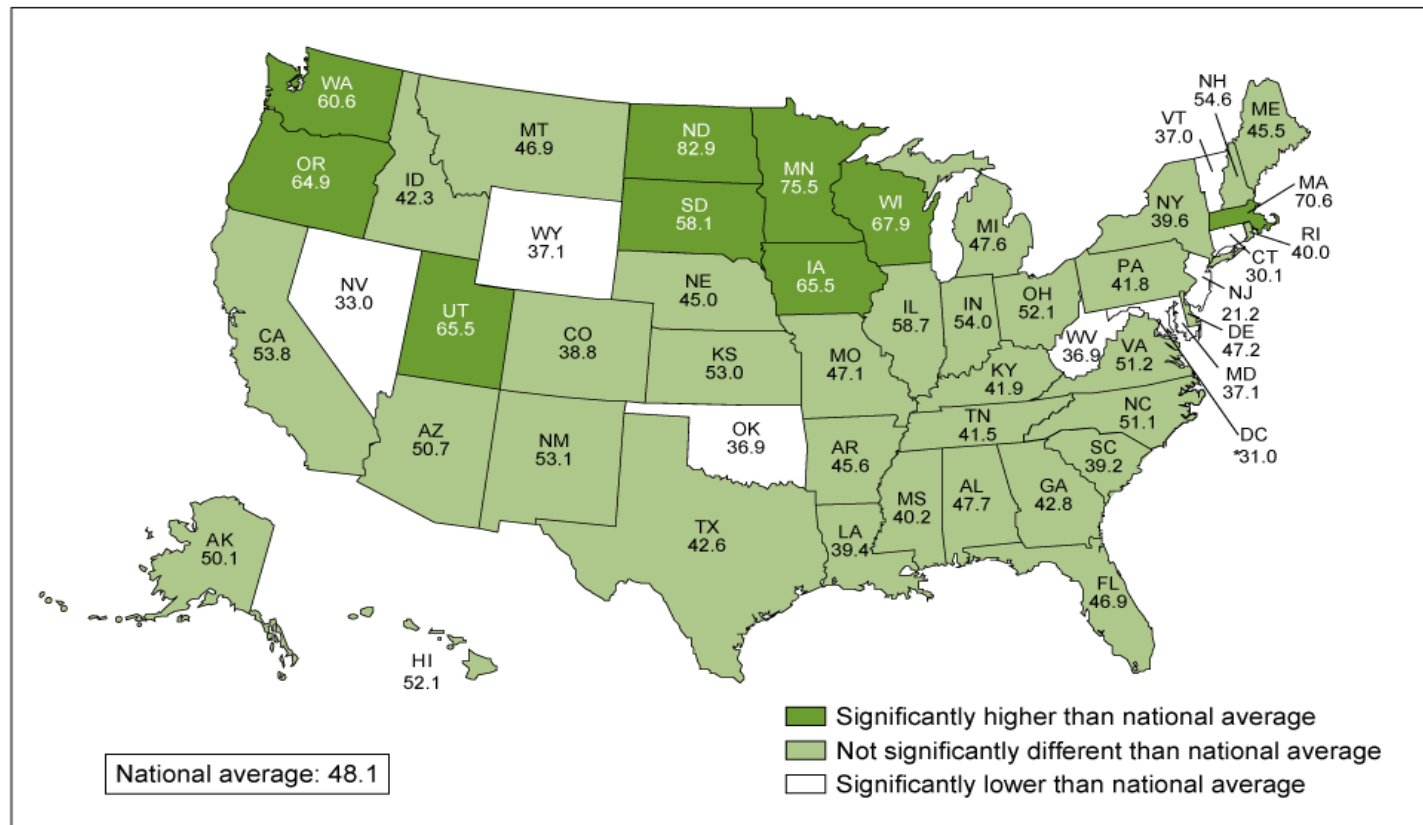 WA
60.6
OR
64.9
ID
42.3
MT
46.9
ND
82.9
MN
75.5
SD
58.1
WI
67.9
WY
37.1
NV
33.0
UT
65.5
CA
53.8
CO
38.8
NE
45.0
IA
65.5
KS
53.0
MO
47.1
IL
58.7
IN
54.0
MI
47.6
OH
52.1
PA
41.8
NY
39.6
VT
37.0
NH
54.6
ME
45.5
MA
70.6
RI
40.0
CT
30.1
NJ
21.2
DE
47.2
MD
37.1
DC
*31.0
WV
36.9
VA
51.2
KY
41.9
NC
51.1
TN
41.5
SC
39.2
AZ
50.7
NM
53.1
OK
36.9
AR
45.6
MS
40.2
AL
47.7
GA
42.8
TX
42.6
LA
39.4
FL
46.9
AK
50.1
HI
52.1
Significantly higher than national average
Not significantly different than national average
Significantly lower than national average
National average: 48.1